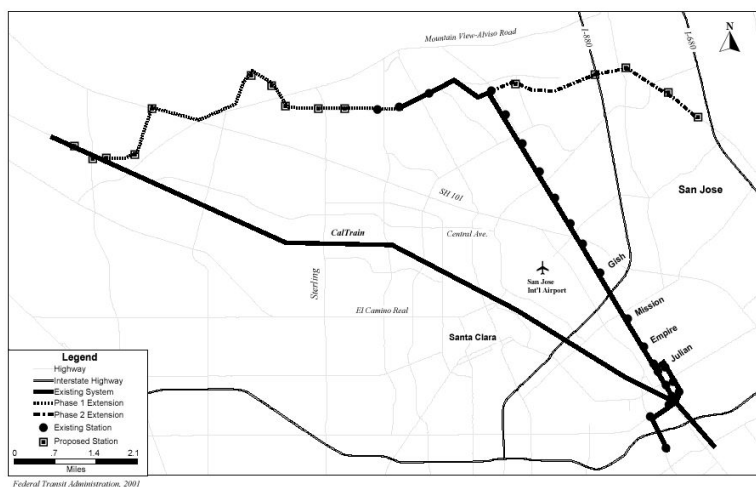 Mountain View-Alviso Road
I-880
I-680
N
San Jose
SH 101
CalTrain
Central Ave.
Gish
San Jose
Int'l Airport
Sterling
El Camino Real
Mission
Santa Clara
Empire
Julian
Legend
Highway
Interstate Highway
Existing System
Phase 1 Extension
Phase 2 Extension
Existing Station
Proposed Station
0 .7 1.4 2.1
Miles
Federal Transit Administration, 2001